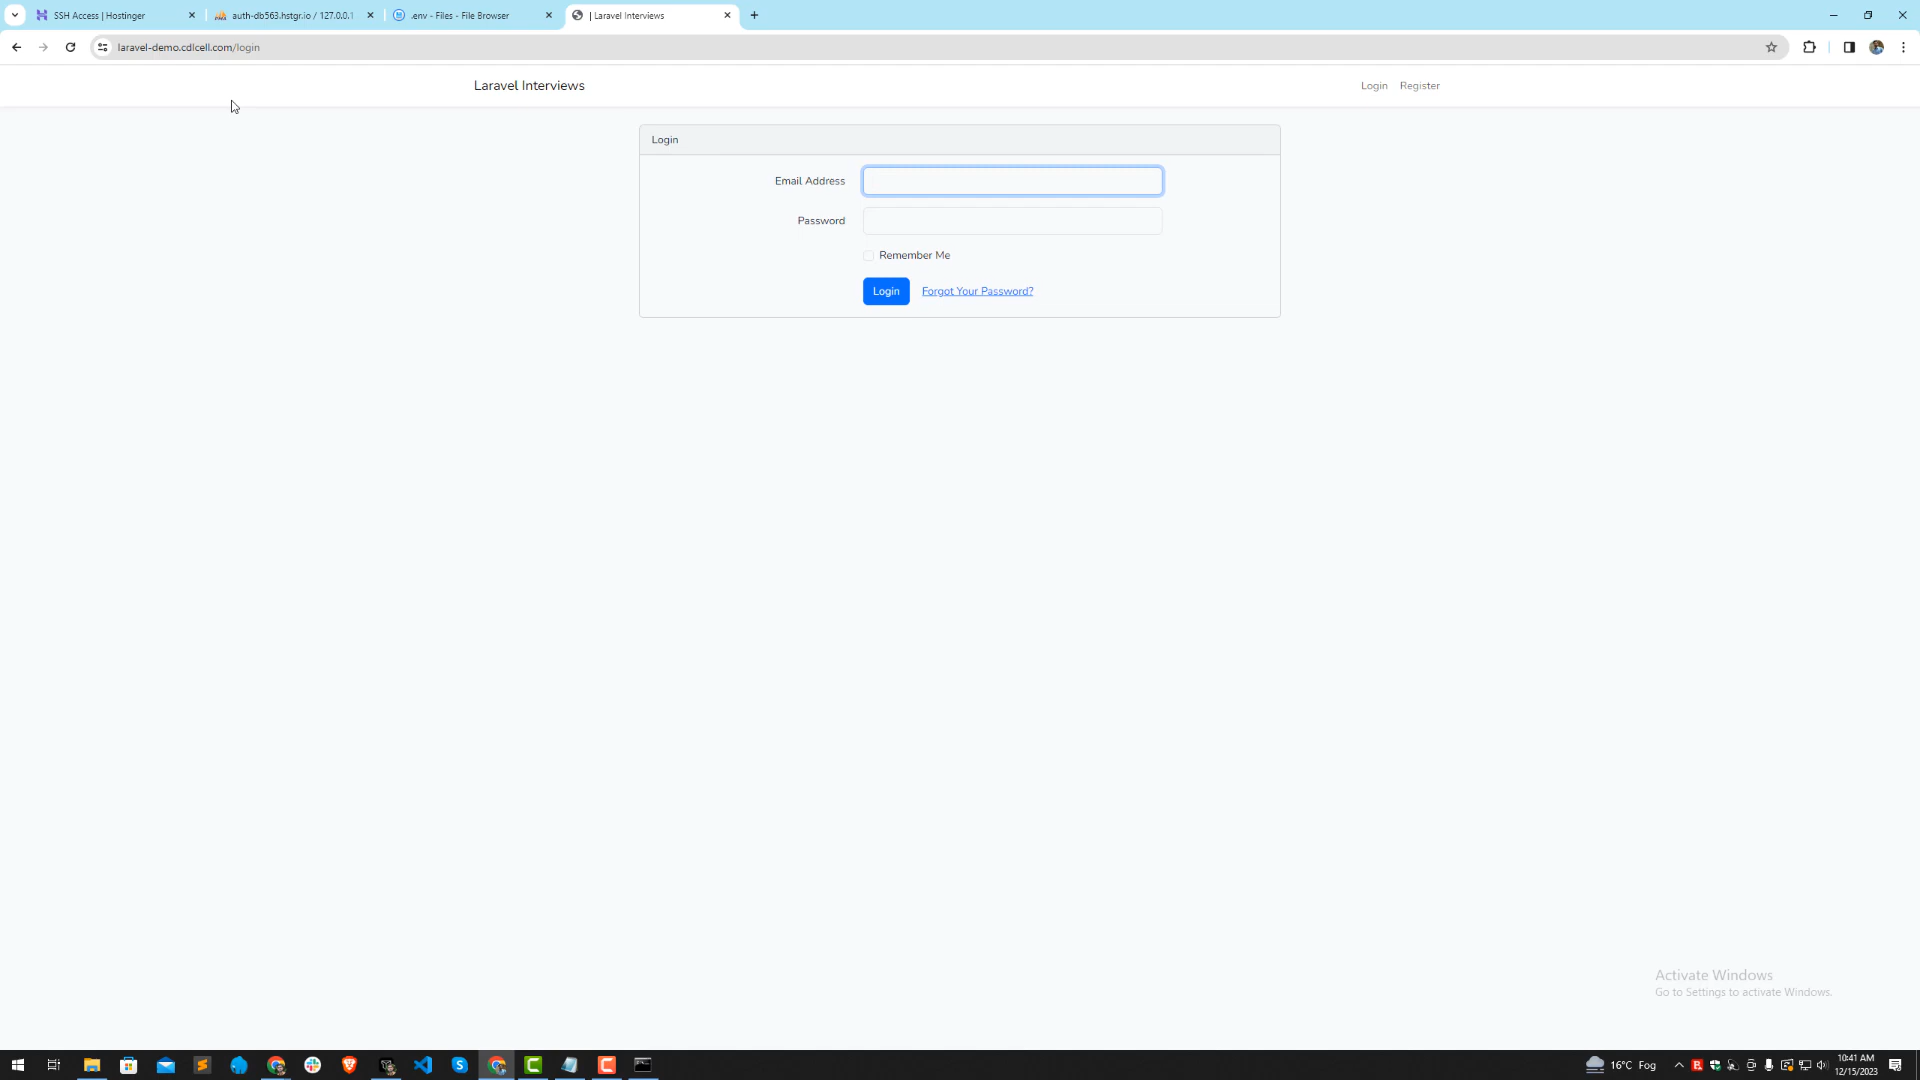 SSH Access | Hostinger
auth-db563.hstgr.io / 127.0.0.1
.env - Files - File Browser
| Laravel Interviews
laravel-demo.cdlcell.com/login
Laravel Interviews
Login
Register
Login
Email Address
Password
Remember Me
Login
Forgot Your Password?
Activate Windows
Go to Settings to activate Windows.
16°C Fog
10:41 AM
12/15/2023